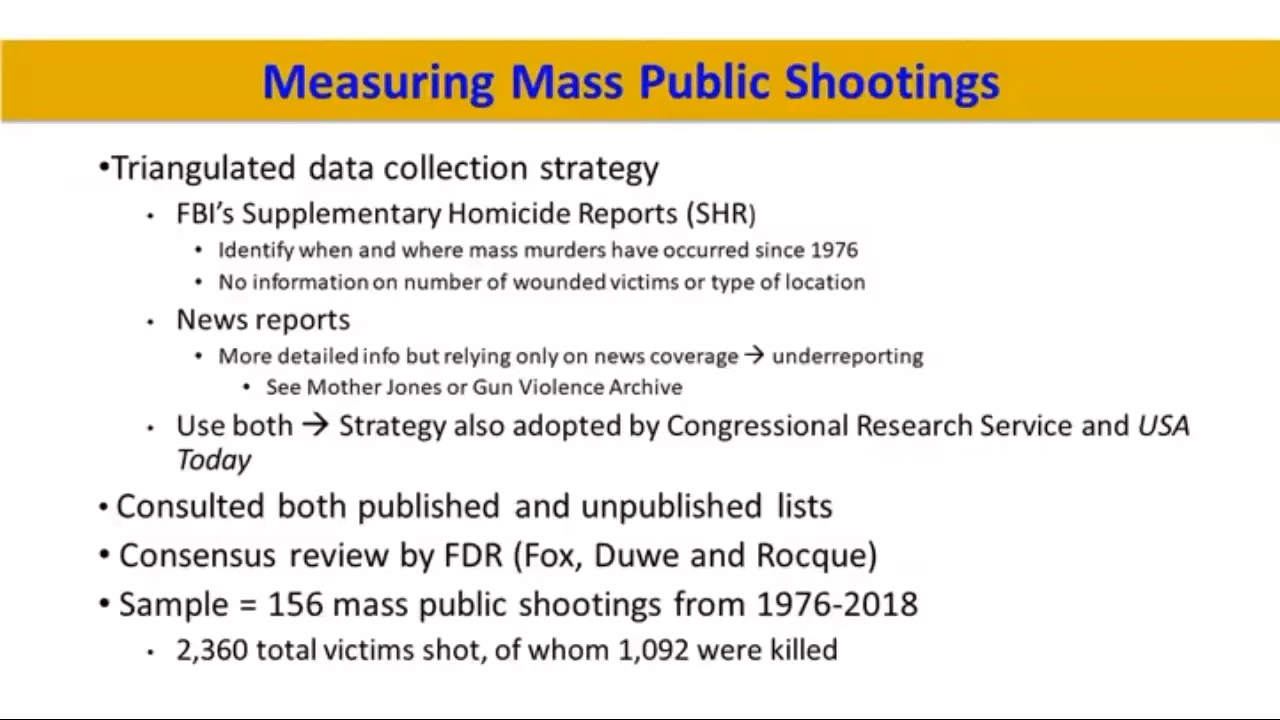 Measuring Mass Public Shootings
•Triangulated data collection strategy
• FBI's Supplementary Homicide Reports (SHR)
• Identify when and where mass murders have occurred since 1976
• No information on number of wounded victims or type of location
• News reports
• More detailed info but relying only on news coverage → underreporting
• See Mother Jones or Gun Violence Archive
• Use both → Strategy also adopted by Congressional Research Service and USA
Today
• Consulted both published and unpublished lists
• Consensus review by FDR (Fox, Duwe and Rocque)
• Sample = 156 mass public shootings from 1976-2018
• 2,360 total victims shot, of whom 1,092 were killed